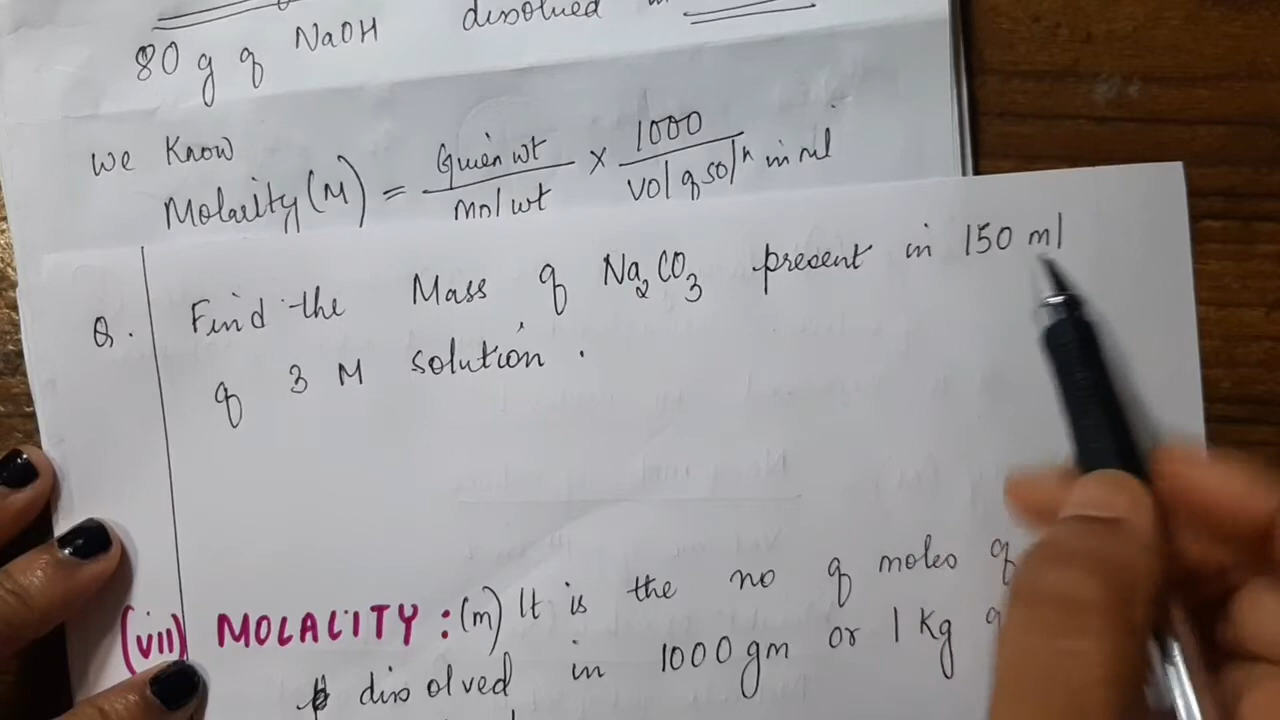 80 g of NaOH dissolved in
We Know
Molarity (M) = Given wt / mol wt × 1000 / vol of solⁿ in ml
Q. Find the Mass of Na₂CO₃ present in 150 ml
of 3 M solution.
(vii) MOLALITY : (m) It is the no of moles of
dissolved in 1000 gm or 1 Kg